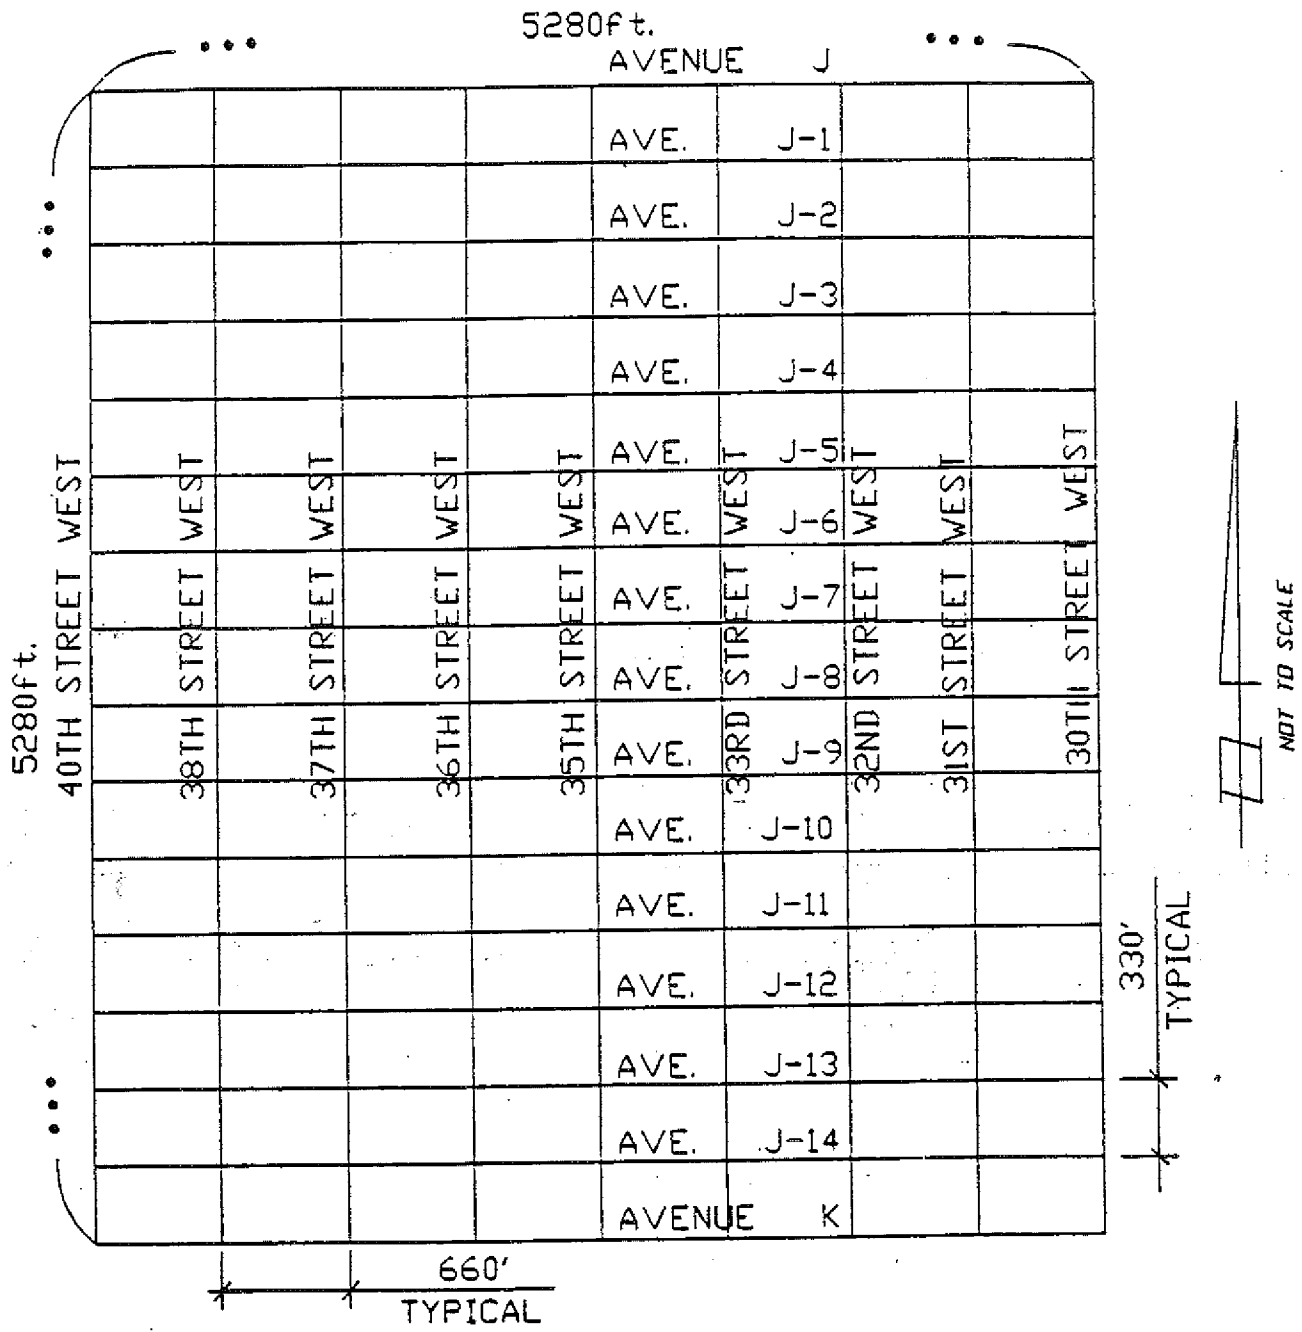 5280ft.
AVENUE J
AVE. J-1
AVE. J-2
AVE. J-3
AVE. J-4
AVE. J-5
AVE. J-6
AVE. J-7
AVE. J-8
AVE. J-9
AVE. J-10
AVE. J-11
AVE. J-12
AVE. J-13
AVE. J-14
AVENUE K
5280ft.
40TH STREET WEST
38TH STREET WEST
37TH STREET WEST
36TH STREET WEST
35TH STREET WEST
33RD STREET WEST
32ND STREET WEST
31ST STREET WEST
30TH STREET WEST
NOT TO SCALE
330'
TYPICAL
660'
TYPICAL